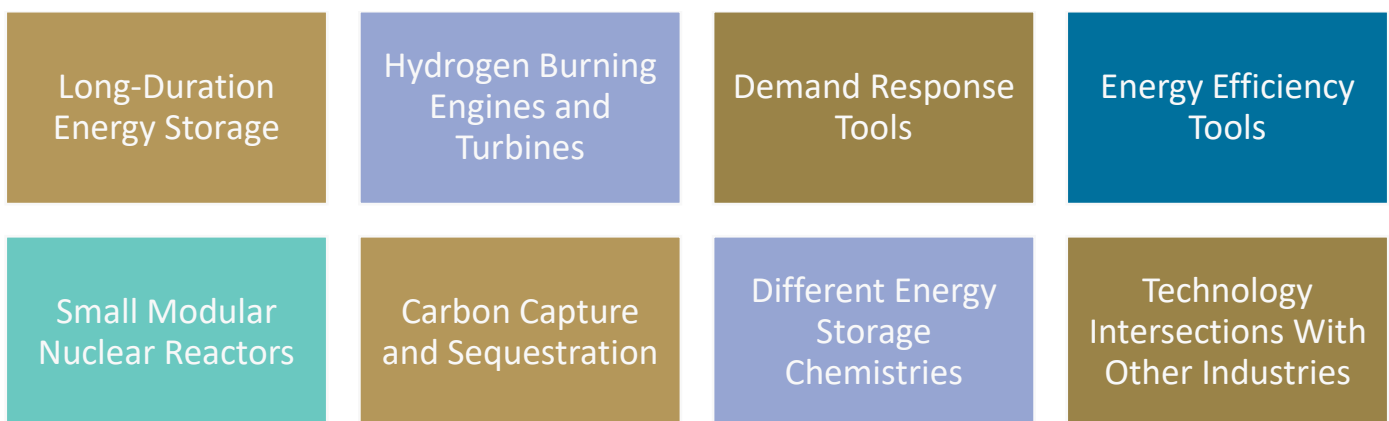 Long-Duration
Energy Storage
Hydrogen Burning
Engines and
Turbines
Demand Response
Tools
Energy Efficiency
Tools
Small Modular
Nuclear Reactors
Carbon Capture
and Sequestration
Different Energy
Storage
Chemistries
Technology
Intersections With
Other Industries